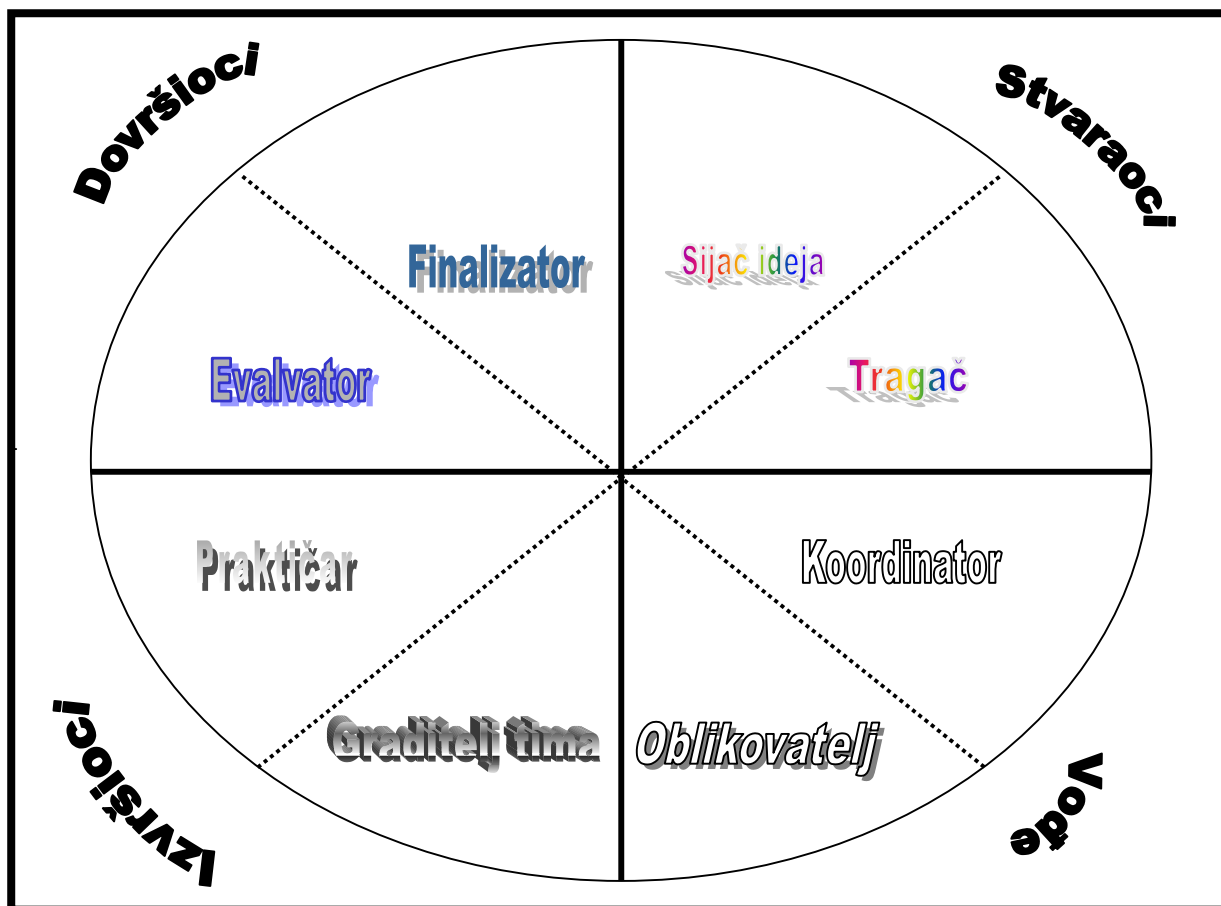 Dovršioci
Stvaraoci
Finalizator
Sijač ideja
Evalvator
Tragač
Praktičar
Koordinator
Graditelj tima
Oblikovatelj
Izvršioci
Vođe